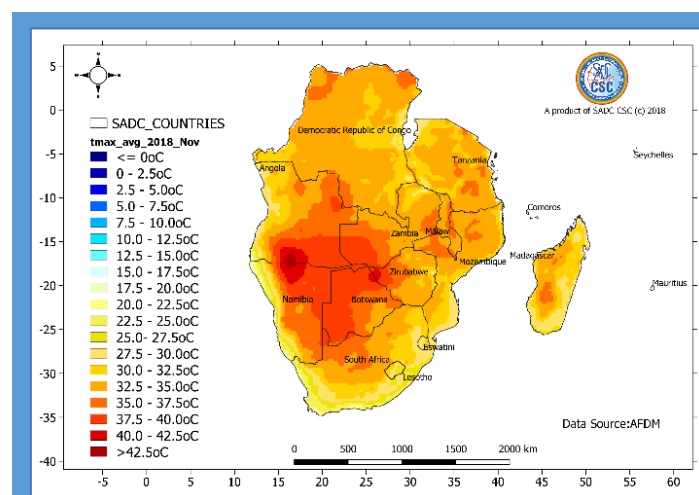 A product of SADC CSC (c) 2018
SADC
CSC
SADC_COUNTRIES
tmax_avg_2018_Nov
<= 0oC
0 - 2.5oC
2.5 - 5.0oC
5.0 - 7.5oC
7.5 - 10.0oC
10.0 - 12.5oC
12.5 - 15.0oC
15.0 - 17.5oC
17.5 - 20.0oC
20.0 - 22.5oC
22.5 - 25.0oC
25.0- 27.5oC
27.5 - 30.0oC
30.0 - 32.5oC
32.5 - 35.0oC
35.0 - 37.5oC
37.5 - 40.0oC
40.0 - 42.5oC
>42.5oC
Democratic Republic of Congo
Tanzania
Seychelles
Angola
Comoros
Zambia
Malawi
Mozambique
Madagascar
Zimbabwe
Mauritius
Namibia
Botswana
South Africa
Eswatini
Lesotho
Data Source:AFDM
0 500 1000 1500 2000 km
5
0
-5
-10
-15
-20
-25
-30
-35
-40
-5 0 5 10 15 20 25 30 35 40 45 50 55 60